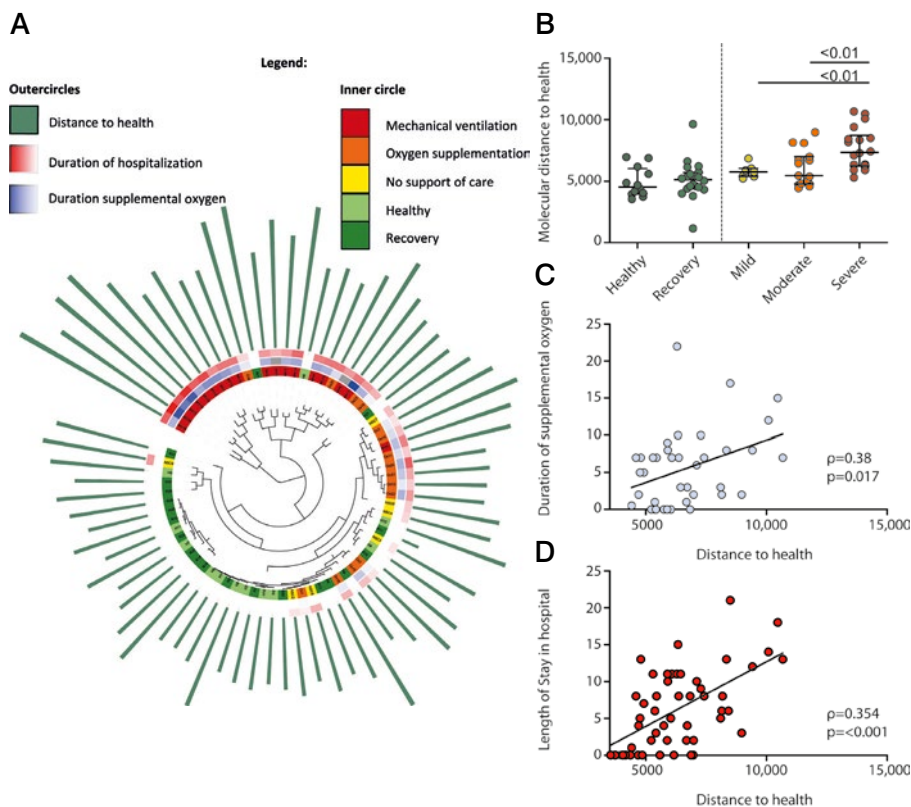 A
Legend:
Outercircles
Distance to health
Duration of hospitalization
Duration supplemental oxygen
Inner circle
Mechanical ventilation
Oxygen supplementation
No support of care
Healthy
Recovery
B
Molecular distance to health
15,000
10,000
5,000
0
<0.01
<0.01
Healthy
Recovery
Mild
Moderate
Severe
C
Duration of supplemental oxygen
25
20
15
10
5
0
ρ=0.38
p=0.017
5000
10,000
15,000
Distance to health
D
Length of Stay in hospital
25
20
15
10
5
0
ρ=0.354
p=<0.001
5000
10,000
15,000
Distance to health